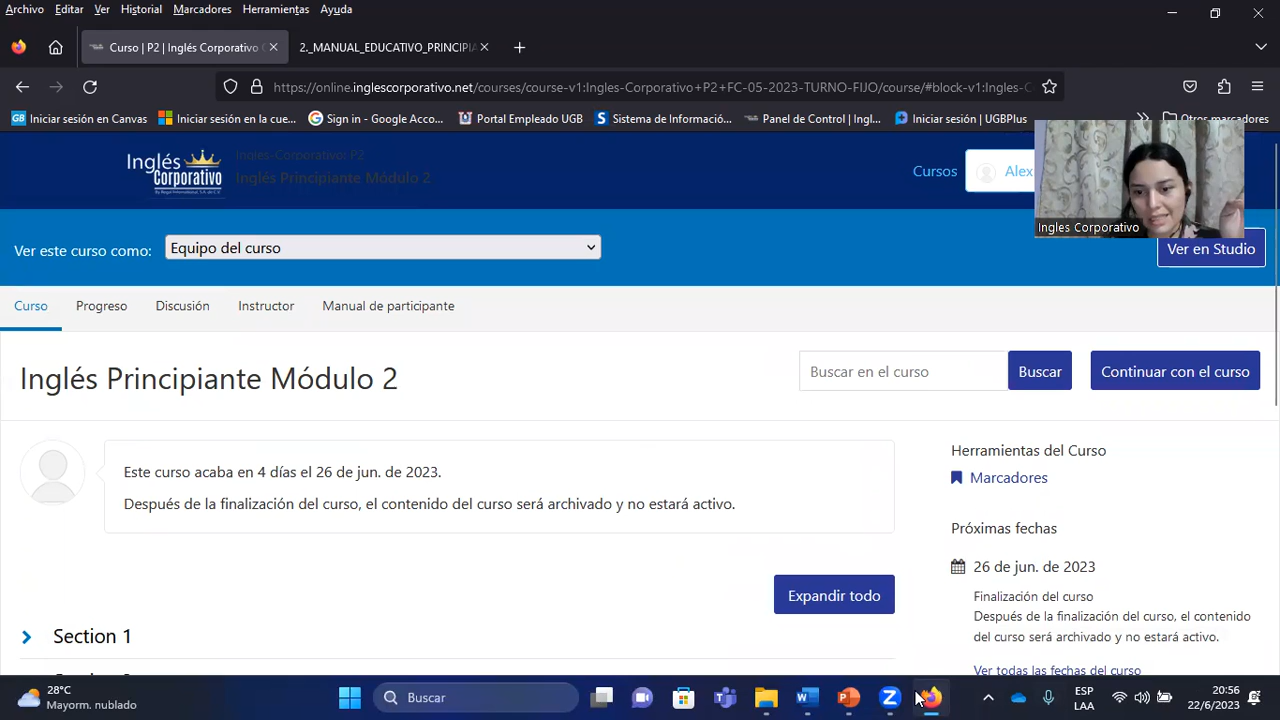 Archivo Editar Ver Historial Marcadores Herramientas Ayuda
Curso | P2 | Inglés Corporativo
2._MANUAL_EDUCATIVO_PRINCIPIA
https://online.inglescorporativo.net/courses/course-v1:Ingles-Corporativo+P2+FC-05-2023-TURNO-FIJO/course/#block-v1:Ingles-C
Iniciar sesión en Canvas Iniciar sesión en la cue... Sign in - Google Acco... Portal Empleado UGB Sistema de Informació... Panel de Control | Ingl... Iniciar sesión | UGBPlus Otros marcadores
Inglés
Corporativo
Ingles-Corporativo: P2
Inglés Principiante Módulo 2
Cursos
Alex
Ingles Corporativo
Ver este curso como: Equipo del curso
Ver en Studio
Curso Progreso Discusión Instructor Manual de participante
Inglés Principiante Módulo 2
Buscar en el curso Buscar Continuar con el curso
Este curso acaba en 4 días el 26 de jun. de 2023.
Después de la finalización del curso, el contenido del curso será archivado y no estará activo.
Expandir todo
Section 1
Herramientas del Curso
Marcadores
Próximas fechas
26 de jun. de 2023
Finalización del curso
Después de la finalización del curso, el contenido
del curso será archivado y no estará activo.
Ver todas las fechas del curso
28°C
Mayorm. nublado
Buscar
ESP
LAA
20:56
22/6/2023